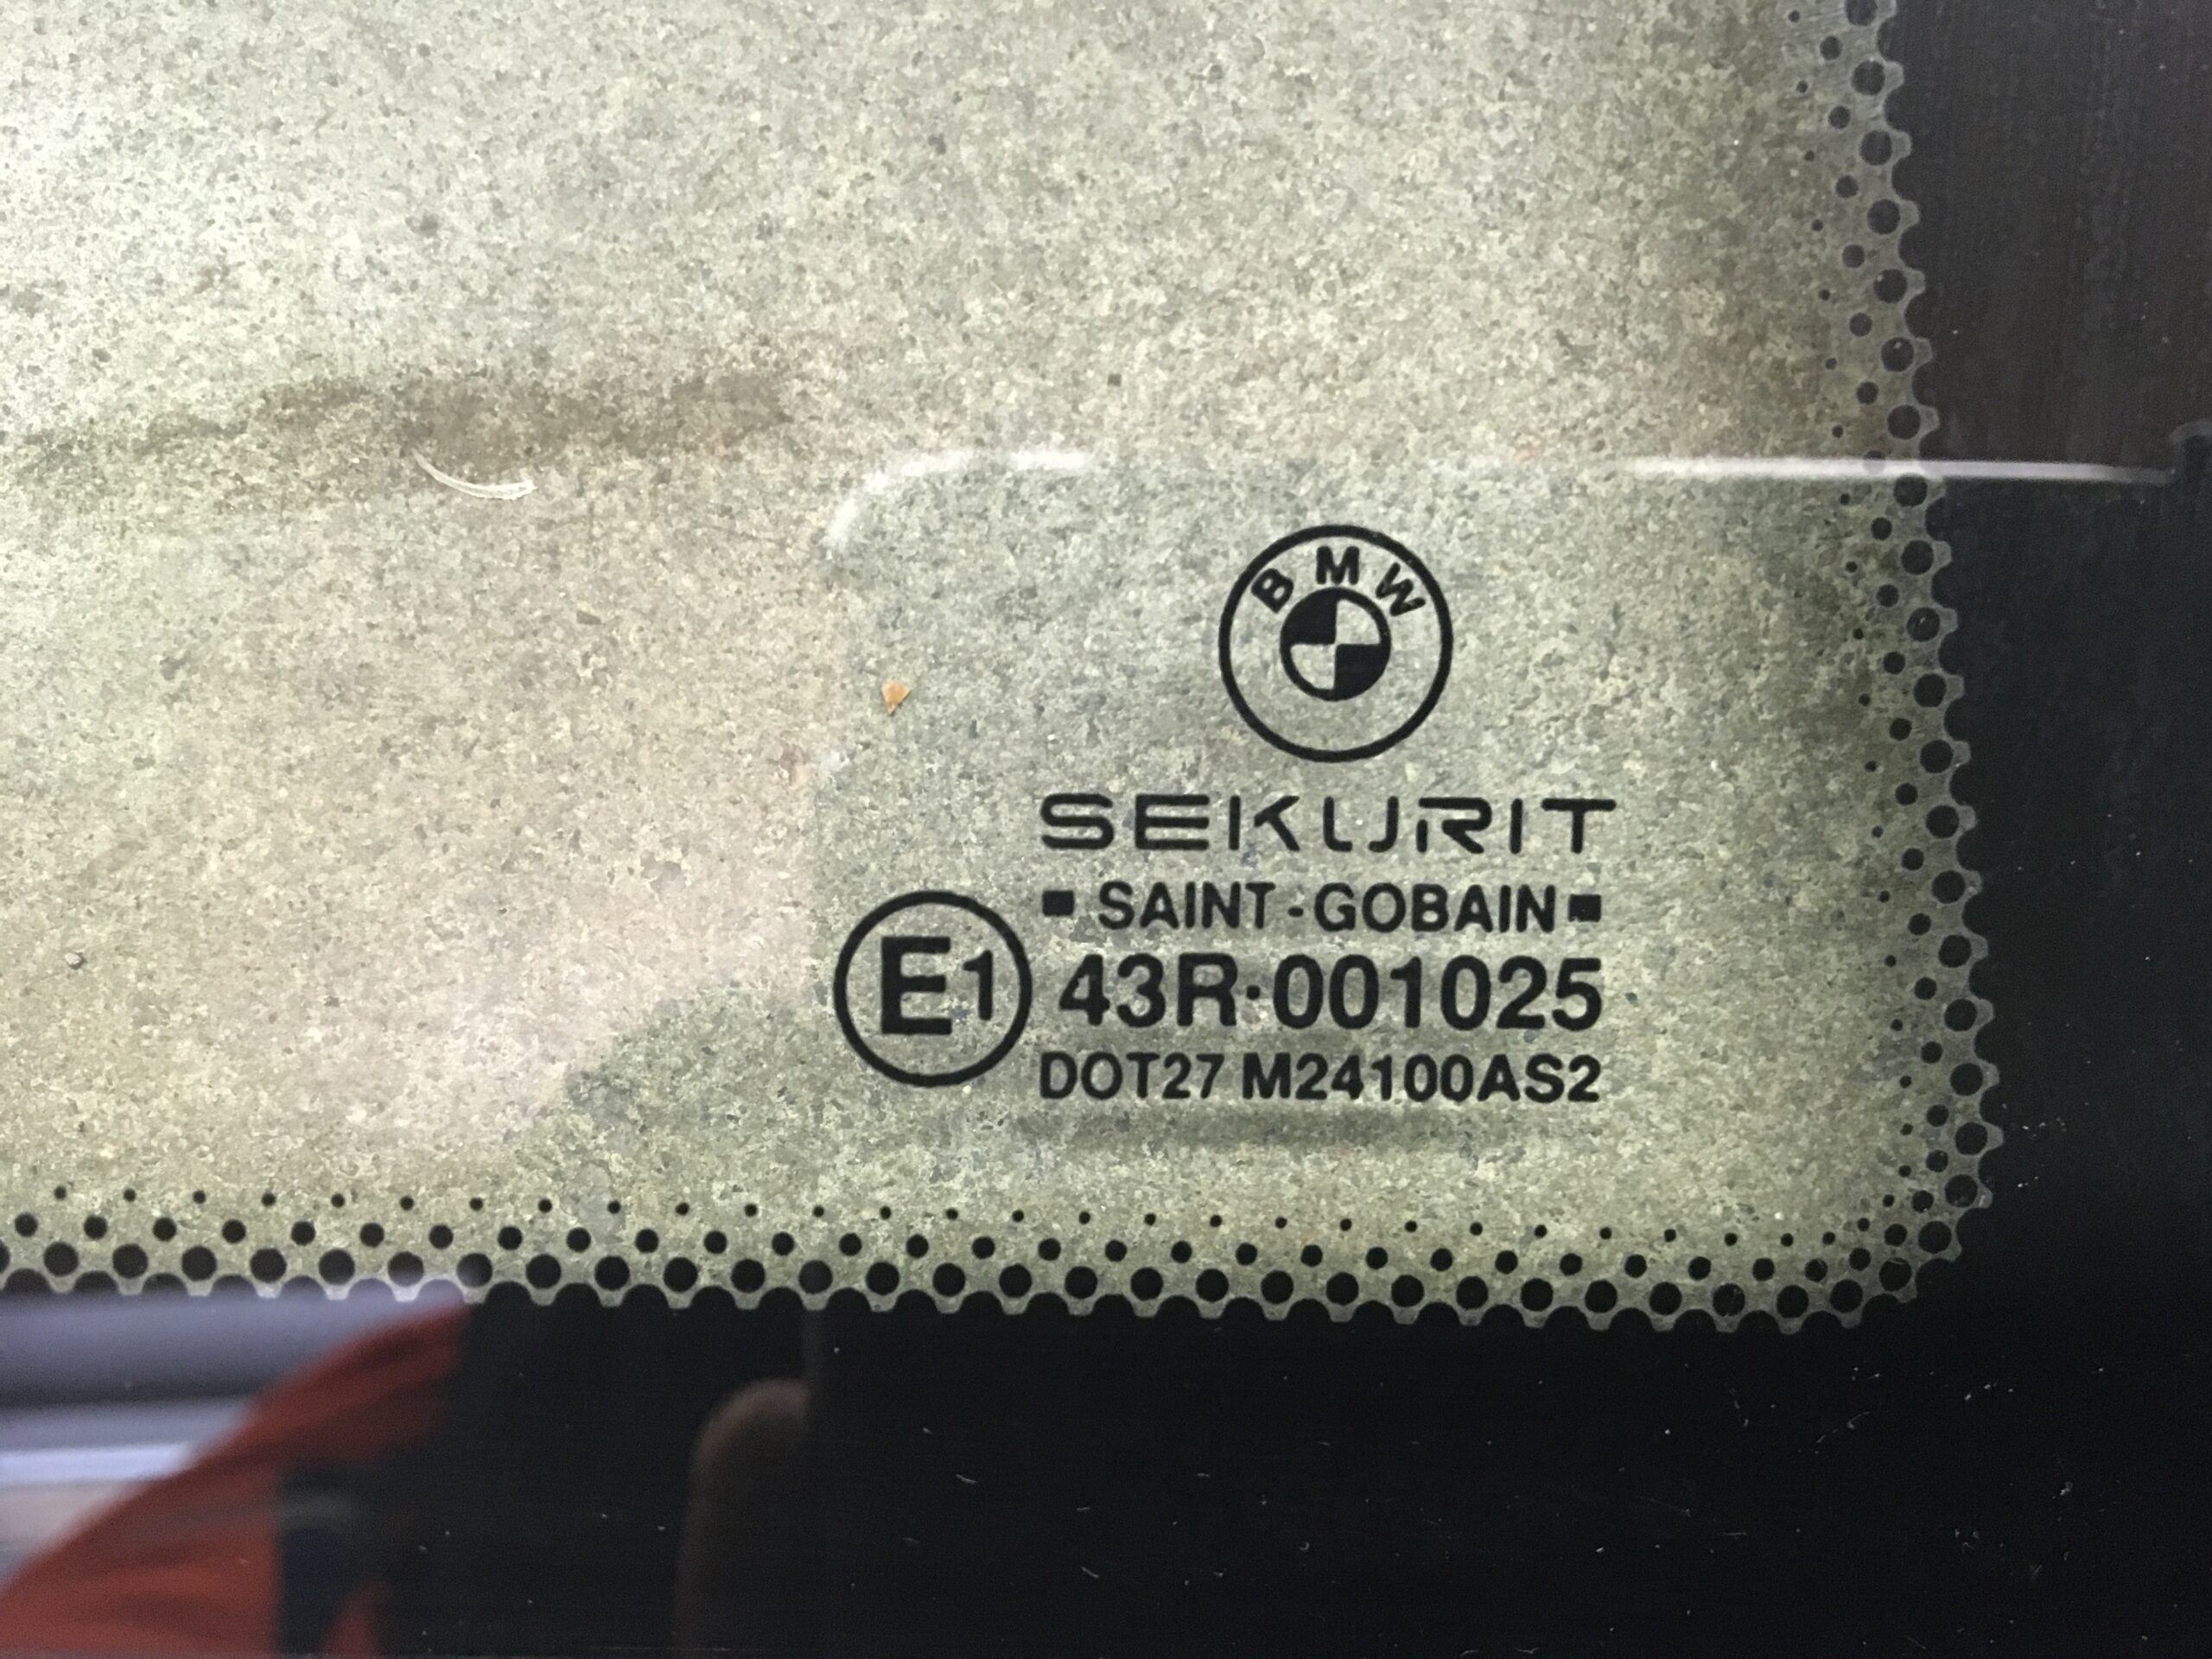 BMW
SEKURIT
SAINT-GOBAIN
E1 43R·001025
DOT27 M24100AS2